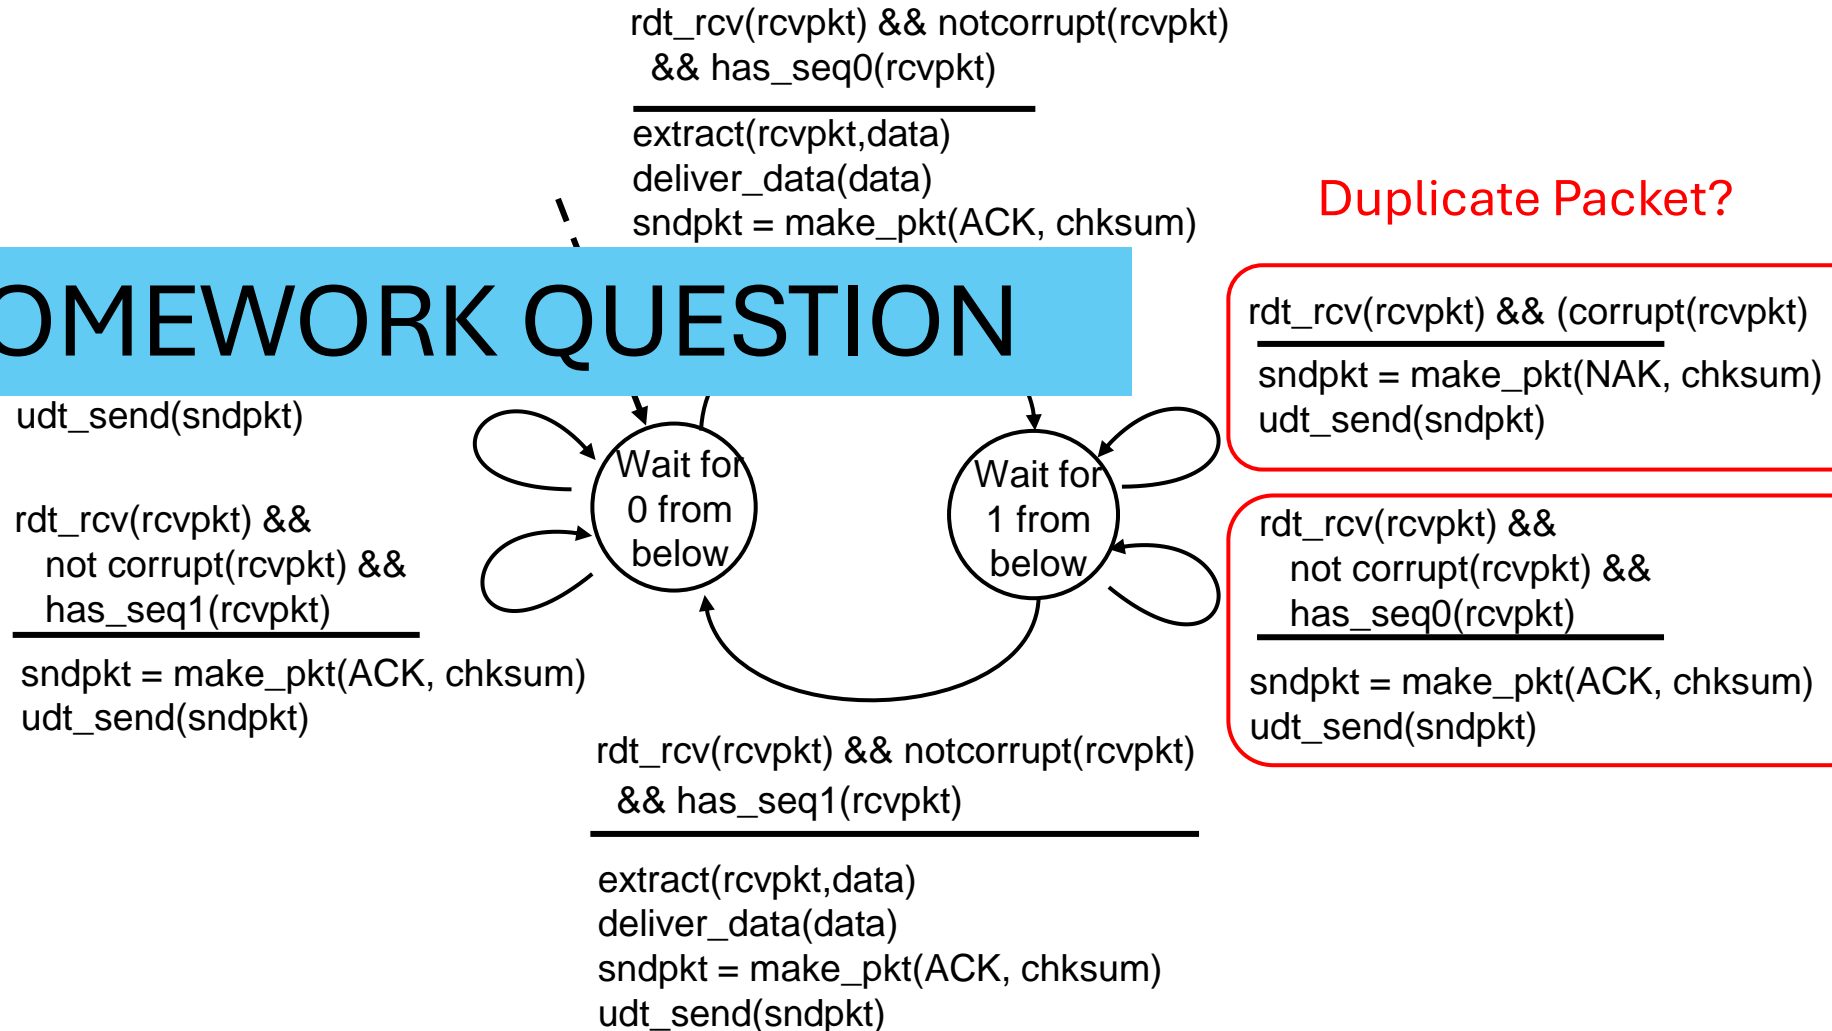 rdt_rcv(rcvpkt) && notcorrupt(rcvpkt)
&& has_seq0(rcvpkt)
extract(rcvpkt,data)
deliver_data(data)
sndpkt = make_pkt(ACK, chksum)
Duplicate Packet?
OMEWORK QUESTION
rdt_rcv(rcvpkt) && (corrupt(rcvpkt)
sndpkt = make_pkt(NAK, chksum)
udt_send(sndpkt)
udt_send(sndpkt)
Wait for
0 from
below
Wait for
1 from
below
rdt_rcv(rcvpkt) &&
not corrupt(rcvpkt) &&
has_seq1(rcvpkt)
sndpkt = make_pkt(ACK, chksum)
udt_send(sndpkt)
rdt_rcv(rcvpkt) &&
not corrupt(rcvpkt) &&
has_seq0(rcvpkt)
sndpkt = make_pkt(ACK, chksum)
udt_send(sndpkt)
rdt_rcv(rcvpkt) && notcorrupt(rcvpkt)
&& has_seq1(rcvpkt)
extract(rcvpkt,data)
deliver_data(data)
sndpkt = make_pkt(ACK, chksum)
udt_send(sndpkt)